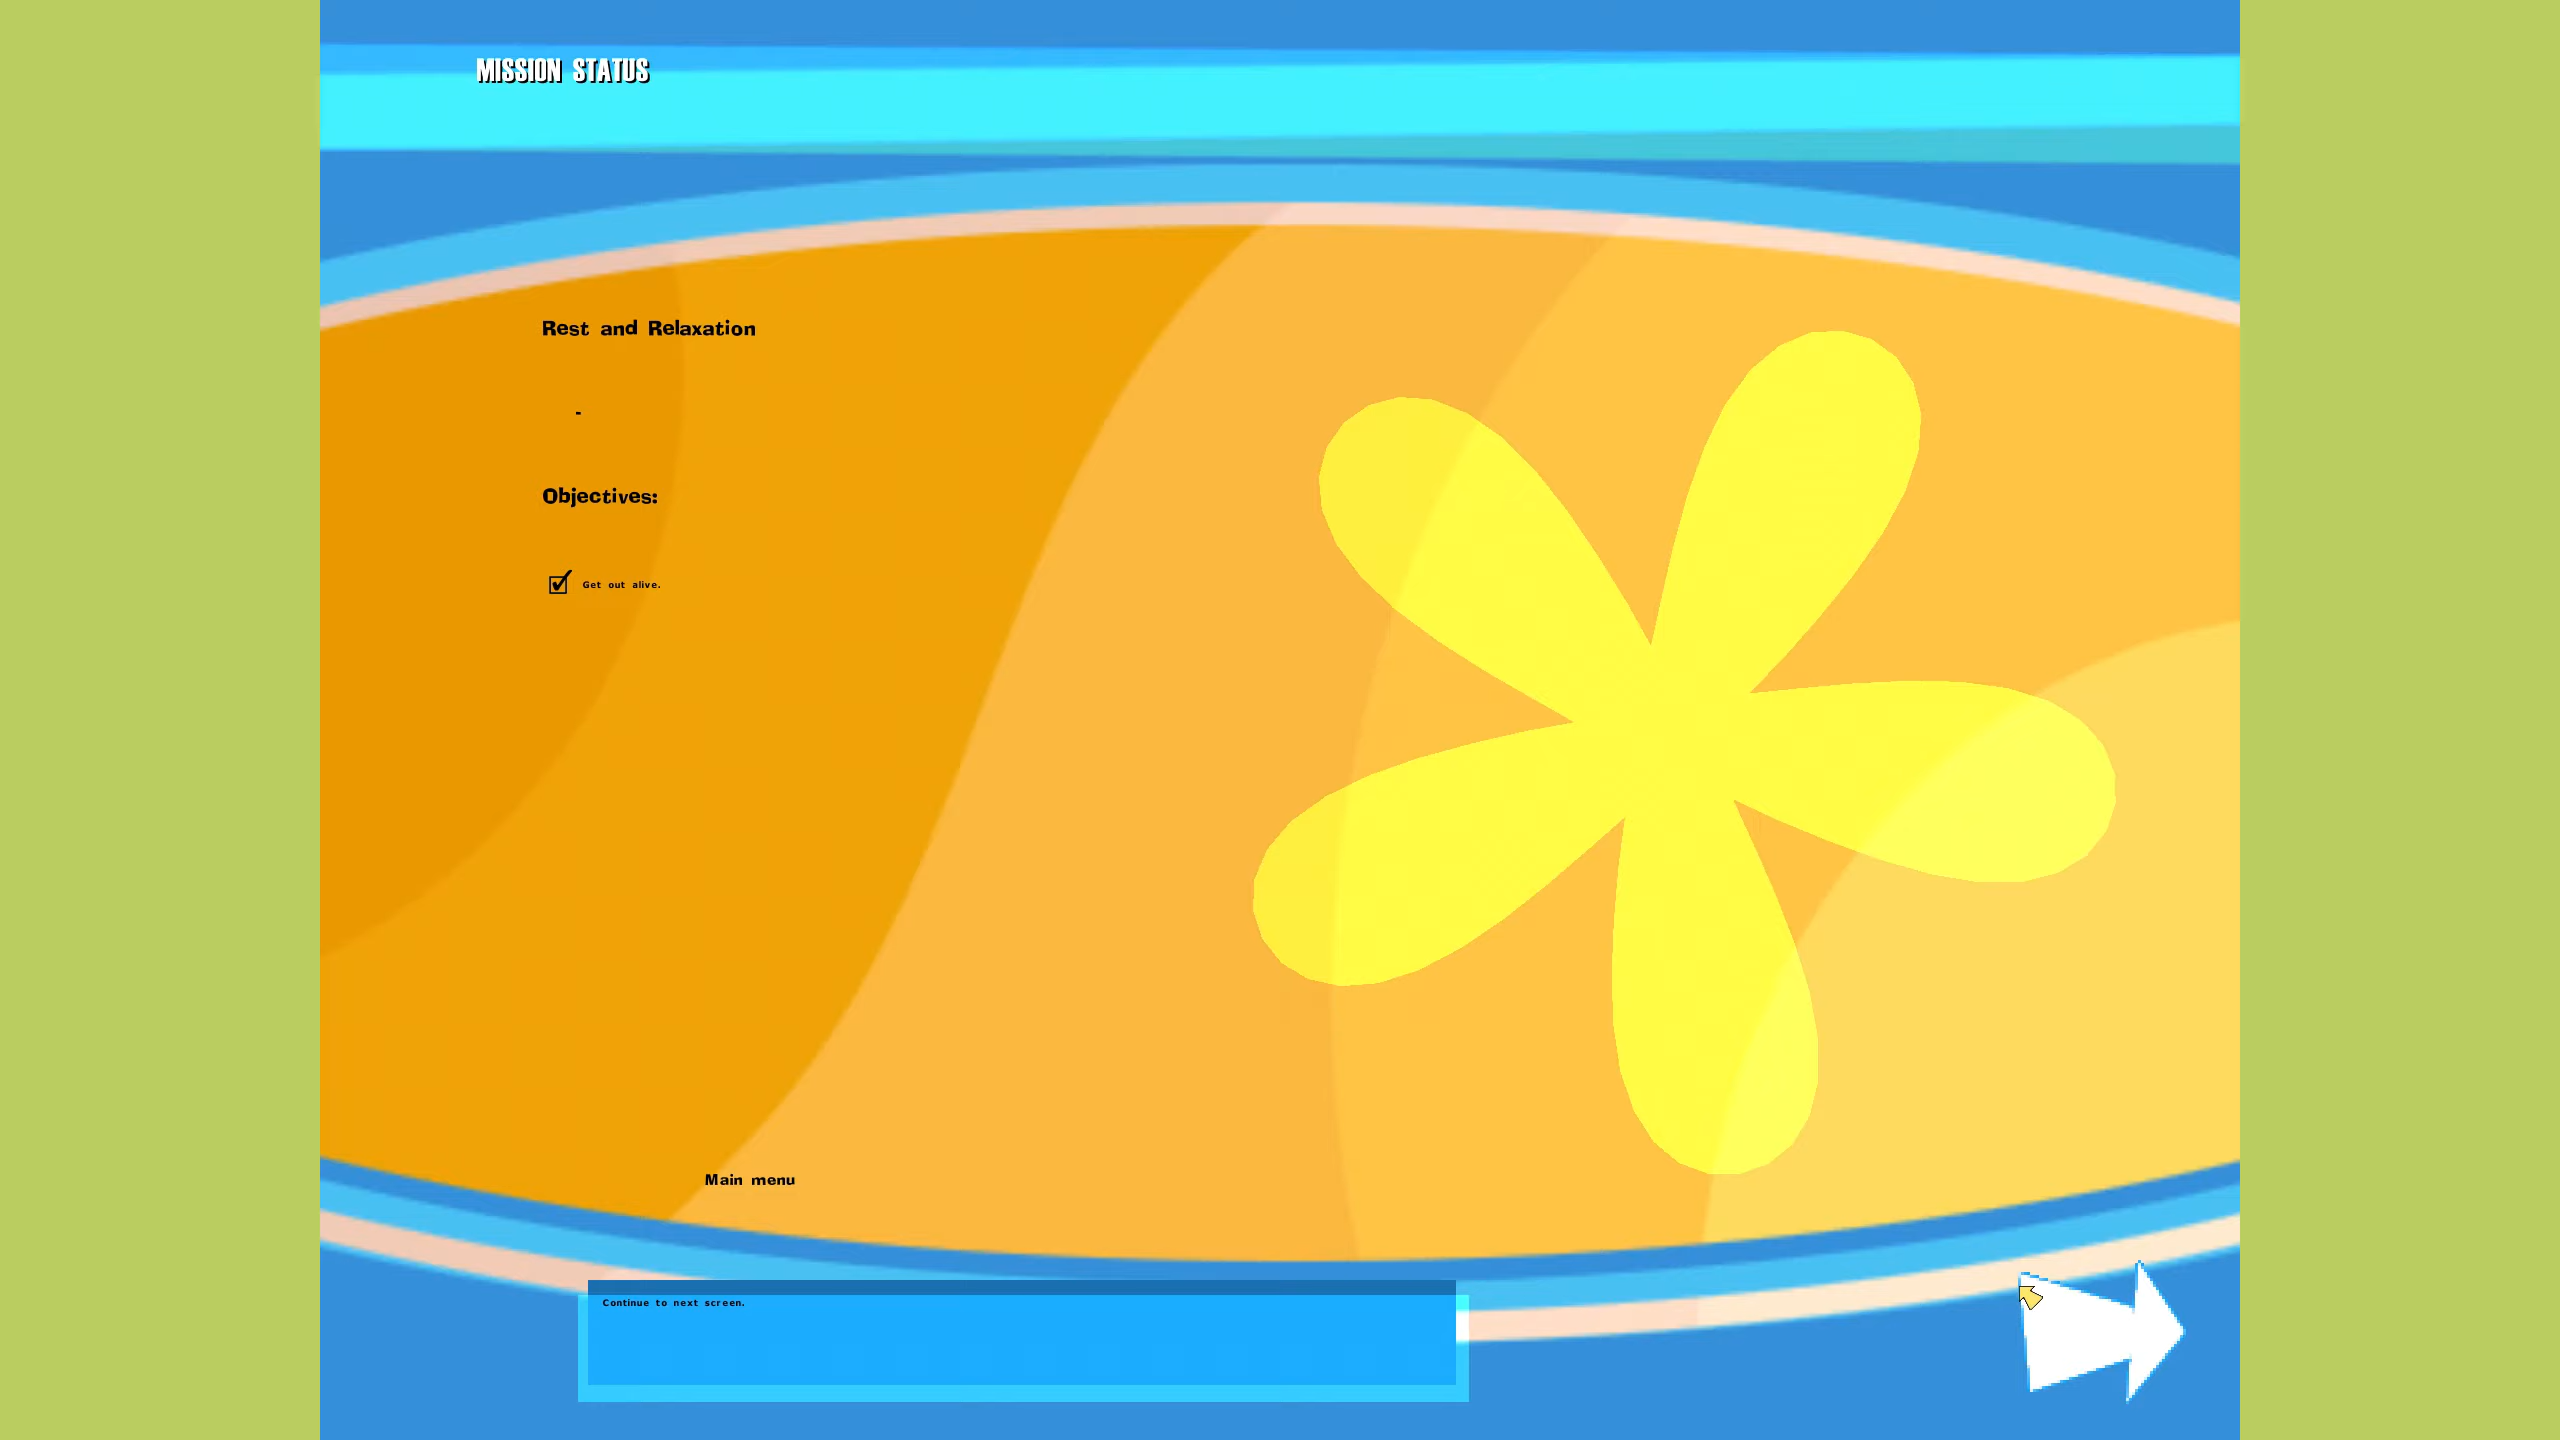 MISSION STATUS
Rest and Relaxation
-
Objectives:
Get out alive.
Main menu
Continue to next screen.